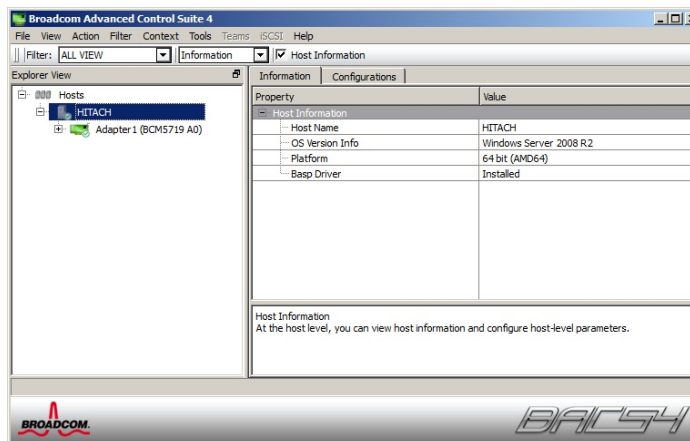 Broadcom Advanced Control Suite 4
File View Action Filter Context Tools Teams iSCSI Help
Filter: ALL VIEW Information Host Information
Explorer View
Information Configurations
Hosts
HITACH
Adapter1 (BCM5719 A0)
Property Value
Host Information
Host Name HITACH
OS Version Info Windows Server 2008 R2
Platform 64 bit (AMD64)
Basp Driver Installed
Host Information
At the host level, you can view host information and configure host-level parameters.
BROADCOM.
BACS4